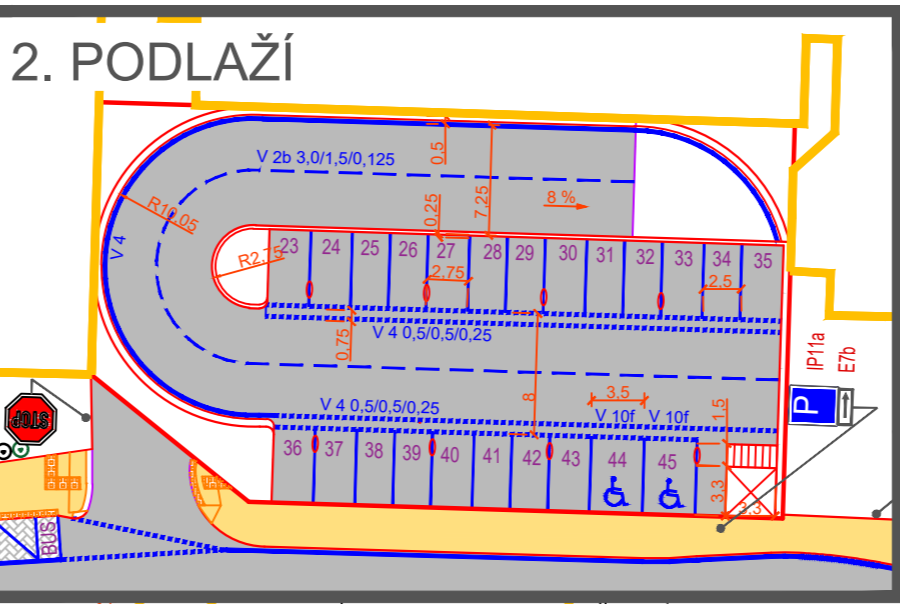 2. PODLAŽÍ
V 2b 3,0/1,5/0,125
0,5
7,25
8 %
R10,05
0,25
V 4
R2,75
23 24 25 26 27 28 29 30 31 32 33 34 35
2,75
2,5
0,75
V 4 0,5/0,5/0,25
8
IP11a
E7b
P
3,5
V 4 0,5/0,5/0,25
V 10f V 10f
1,5
36 37 38 39 40 41 42 43 44 45
3,3
3,3
STOP
BUS